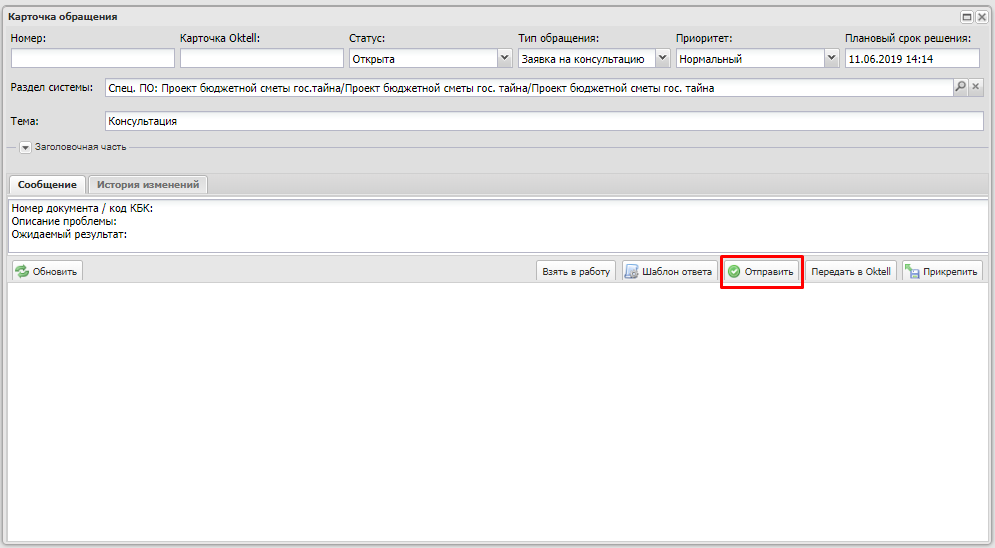 Карточка обращения
Номер: Карточка Oktell: Статус: Тип обращения: Приоритет: Плановый срок решения:
Открыта Заявка на консультацию Нормальный 11.06.2019 14:14
Раздел системы: Спец. ПО: Проект бюджетной сметы гос.тайна/Проект бюджетной сметы гос. тайна/Проект бюджетной сметы гос. тайна
Тема: Консультация
Заголовочная часть
Сообщение История изменений
Номер документа / код КБК:
Описание проблемы:
Ожидаемый результат:
Обновить Взять в работу Шаблон ответа Отправить Передать в Oktell Прикрепить